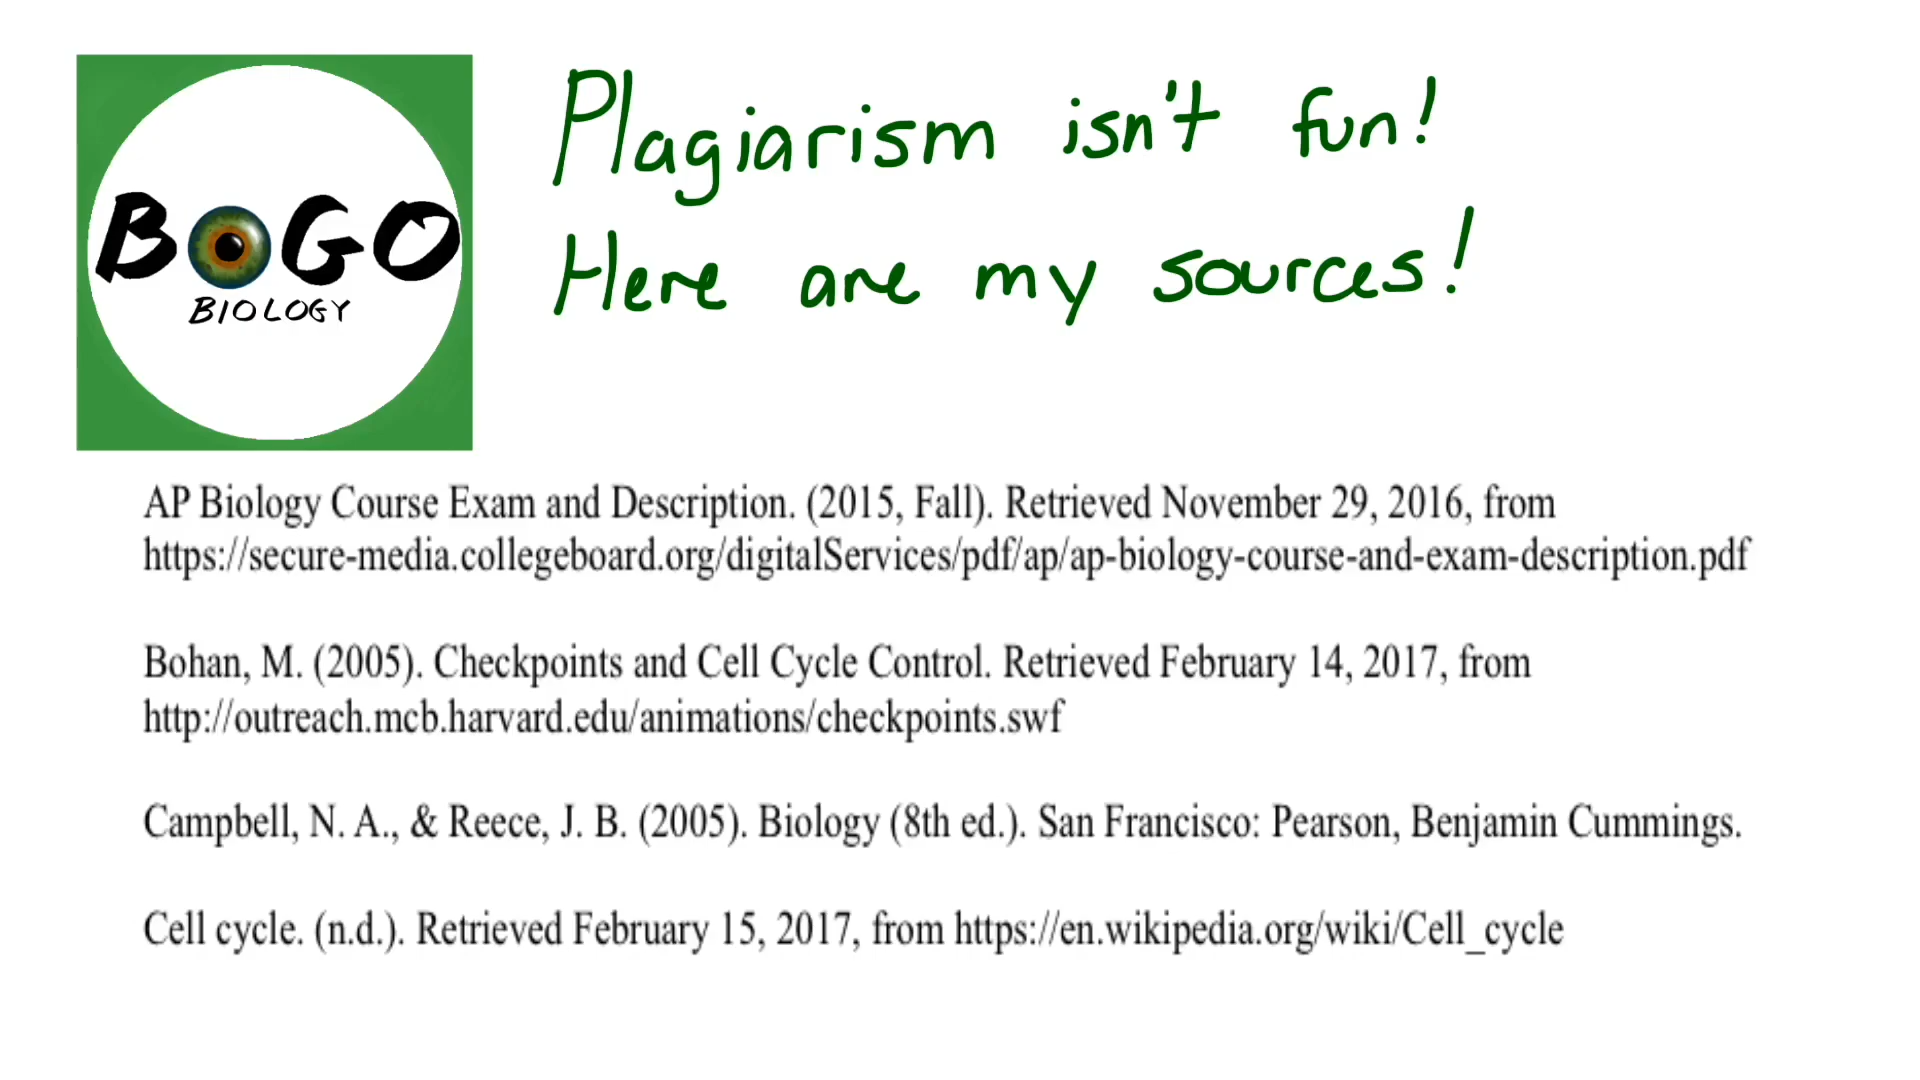 BOGO
BIOLOGY
Plagiarism isn't fun!
Here are my sources!
AP Biology Course Exam and Description. (2015, Fall). Retrieved November 29, 2016, from
https://secure-media.collegeboard.org/digitalServices/pdf/ap/ap-biology-course-and-exam-description.pdf
Bohan, M. (2005). Checkpoints and Cell Cycle Control. Retrieved February 14, 2017, from
http://outreach.mcb.harvard.edu/animations/checkpoints.swf
Campbell, N. A., & Reece, J. B. (2005). Biology (8th ed.). San Francisco: Pearson, Benjamin Cummings.
Cell cycle. (n.d.). Retrieved February 15, 2017, from https://en.wikipedia.org/wiki/Cell_cycle